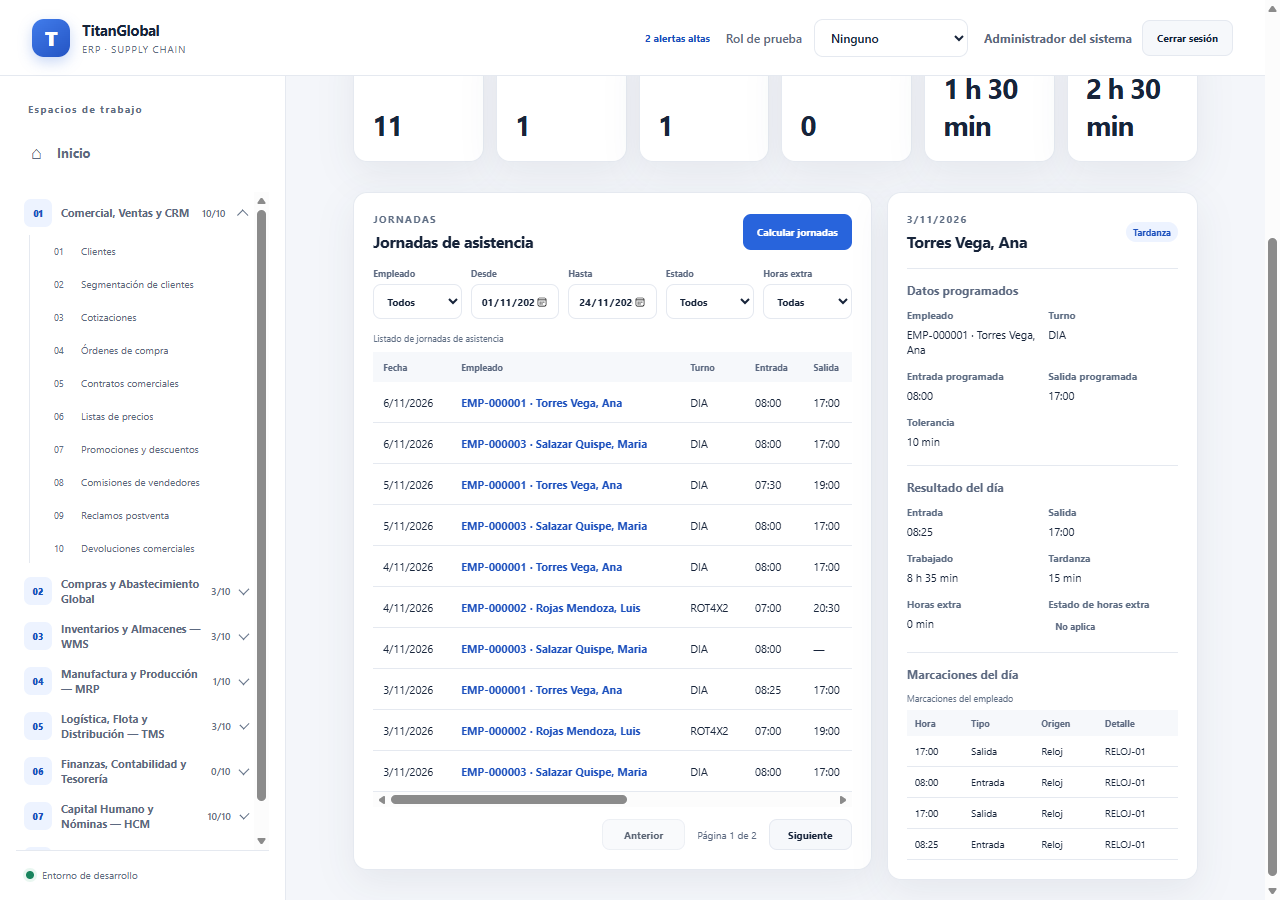 T
TitanGlobal
ERP · SUPPLY CHAIN
2 alertas altas
Rol de prueba
Ninguno
Administrador del sistema
Cerrar sesión
Espacios de trabajo
Inicio
01 Comercial, Ventas y CRM 10/10
01 Clientes
02 Segmentación de clientes
03 Cotizaciones
04 Órdenes de compra
05 Contratos comerciales
06 Listas de precios
07 Promociones y descuentos
08 Comisiones de vendedores
09 Reclamos postventa
10 Devoluciones comerciales
02 Compras y Abastecimiento Global 3/10
03 Inventarios y Almacenes — WMS 3/10
04 Manufactura y Producción — MRP 1/10
05 Logística, Flota y Distribución — TMS 3/10
06 Finanzas, Contabilidad y Tesorería 0/10
07 Capital Humano y Nóminas — HCM 10/10
Entorno de desarrollo
11
1
1
0
1 h 30 min
2 h 30 min
JORNADAS
Jornadas de asistencia
Calcular jornadas
Empleado Desde Hasta Estado Horas extra
Todos 01/11/202 24/11/202 Todos Todas
Listado de jornadas de asistencia
Fecha Empleado Turno Entrada Salida
6/11/2026 EMP-000001 · Torres Vega, Ana DIA 08:00 17:00
6/11/2026 EMP-000003 · Salazar Quispe, Maria DIA 08:00 17:00
5/11/2026 EMP-000001 · Torres Vega, Ana DIA 07:30 19:00
5/11/2026 EMP-000003 · Salazar Quispe, Maria DIA 08:00 17:00
4/11/2026 EMP-000001 · Torres Vega, Ana DIA 08:00 17:00
4/11/2026 EMP-000002 · Rojas Mendoza, Luis ROT4X2 07:00 20:30
4/11/2026 EMP-000003 · Salazar Quispe, Maria DIA 08:00 —
3/11/2026 EMP-000001 · Torres Vega, Ana DIA 08:25 17:00
3/11/2026 EMP-000002 · Rojas Mendoza, Luis ROT4X2 07:00 19:00
3/11/2026 EMP-000003 · Salazar Quispe, Maria DIA 08:00 17:00
Anterior Página 1 de 2 Siguiente
3/11/2026
Torres Vega, Ana
Tardanza
Datos programados
Empleado Turno
EMP-000001 · Torres Vega, Ana DIA
Entrada programada Salida programada
08:00 17:00
Tolerancia
10 min
Resultado del día
Entrada Salida
08:25 17:00
Trabajado Tardanza
8 h 35 min 15 min
Horas extra Estado de horas extra
0 min No aplica
Marcaciones del día
Marcaciones del empleado
Hora Tipo Origen Detalle
17:00 Salida Reloj RELOJ-01
08:00 Entrada Reloj RELOJ-01
17:00 Salida Reloj RELOJ-01
08:25 Entrada Reloj RELOJ-01